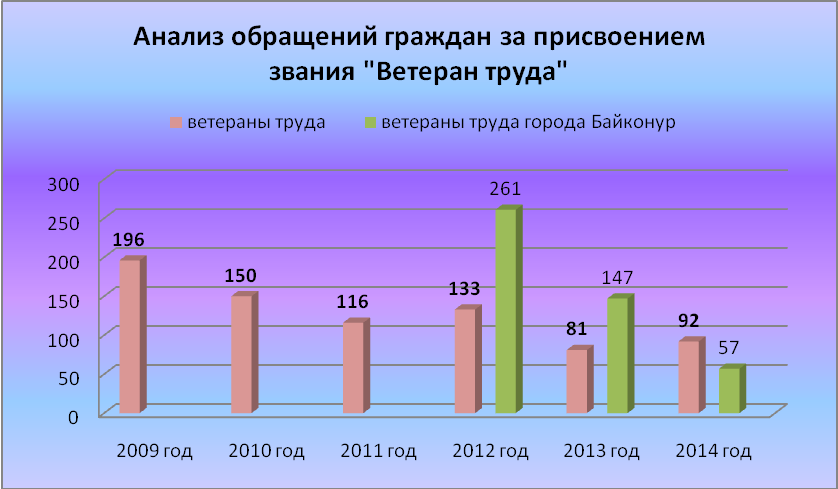 Анализ обращений граждан за присвоением
звания "Ветеран труда"
ветераны труда
ветераны труда города Байконур
300
250
200
150
100
50
0
196
150
116
133
261
81
147
92
57
2009 год
2010 год
2011 год
2012 год
2013 год
2014 год